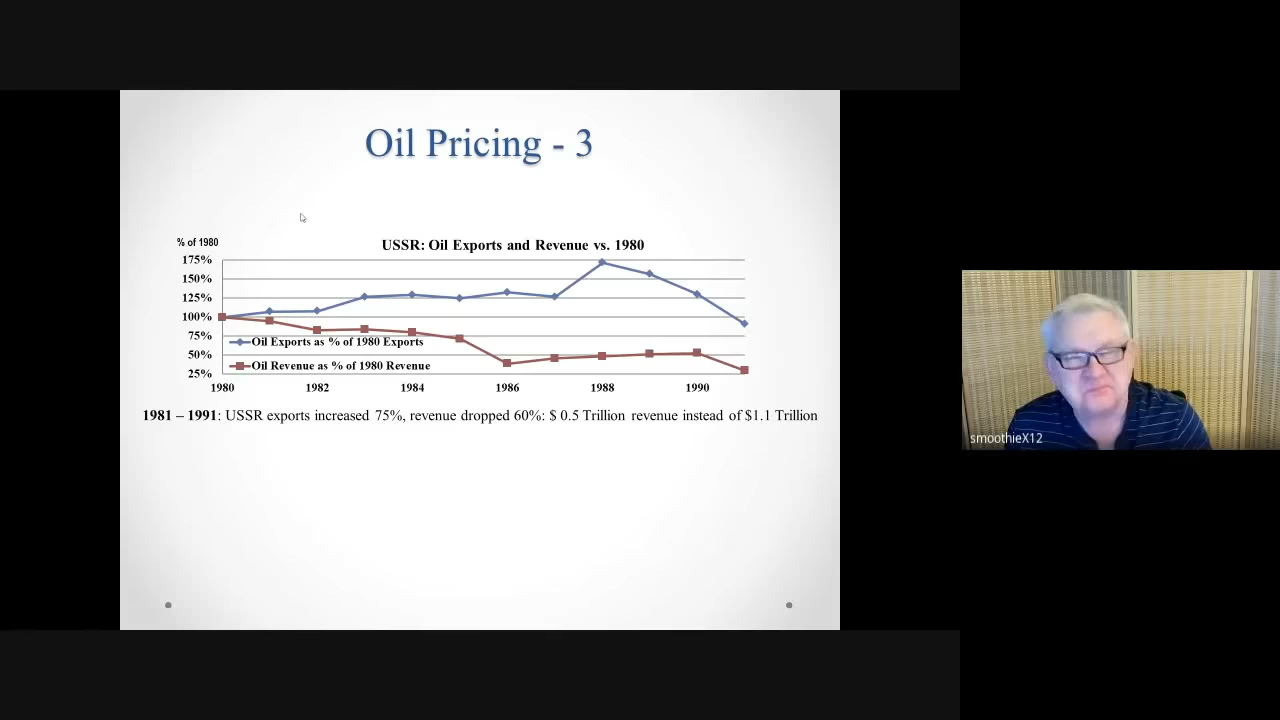 Oil Pricing - 3
% of 1980
USSR: Oil Exports and Revenue vs. 1980
175%
150%
125%
100%
75%
Oil Exports as % of 1980 Exports
50%
Oil Revenue as % of 1980 Revenue
25%
1980 1982 1984 1986 1988 1990
1981 – 1991: USSR exports increased 75%, revenue dropped 60%: $ 0.5 Trillion revenue instead of $1.1 Trillion
smoothieX12